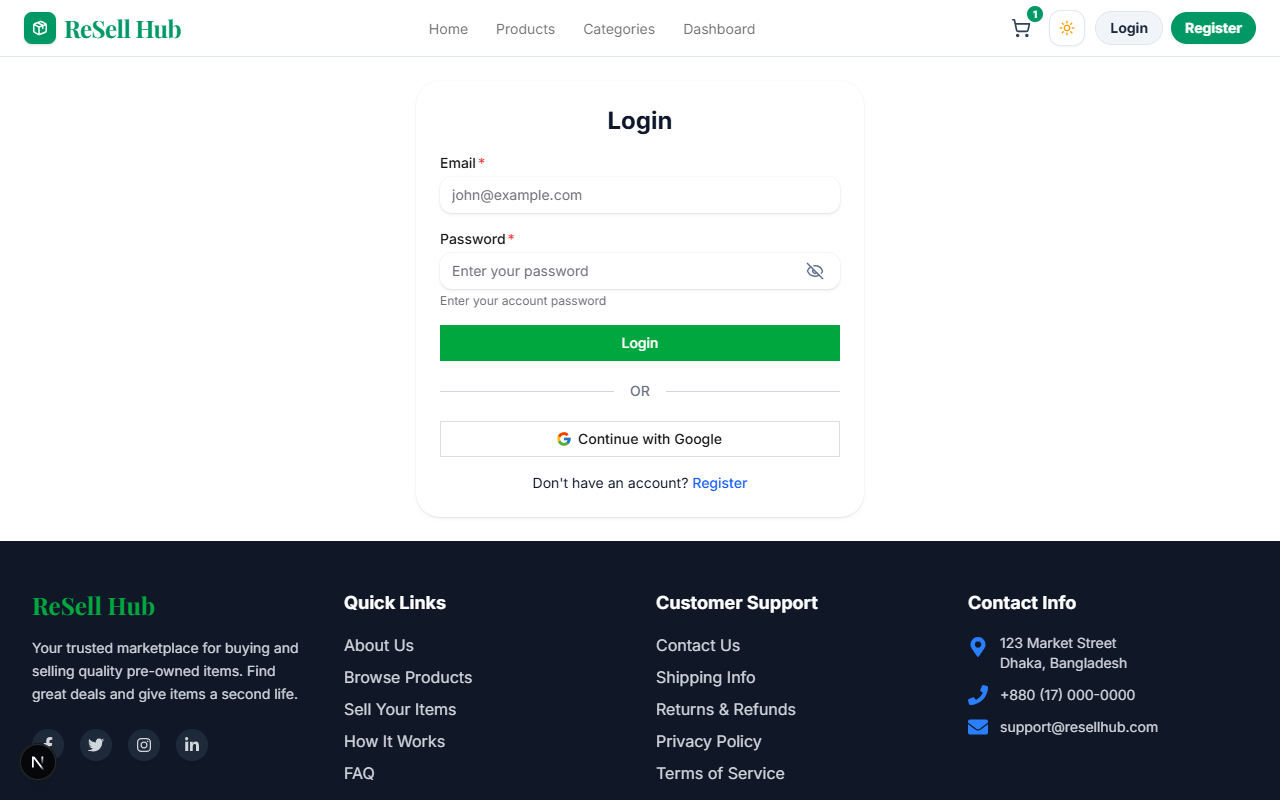 ReSell Hub
Home
Products
Categories
Dashboard
1
Login
Register
Login
Email *
john@example.com
Password *
Enter your password
Enter your account password
Login
OR
Continue with Google
Don't have an account? Register
ReSell Hub
Your trusted marketplace for buying and
selling quality pre-owned items. Find
great deals and give items a second life.
N
Quick Links
About Us
Browse Products
Sell Your Items
How It Works
FAQ
Customer Support
Contact Us
Shipping Info
Returns & Refunds
Privacy Policy
Terms of Service
Contact Info
123 Market Street
Dhaka, Bangladesh
+880 (17) 000-0000
support@resellhub.com